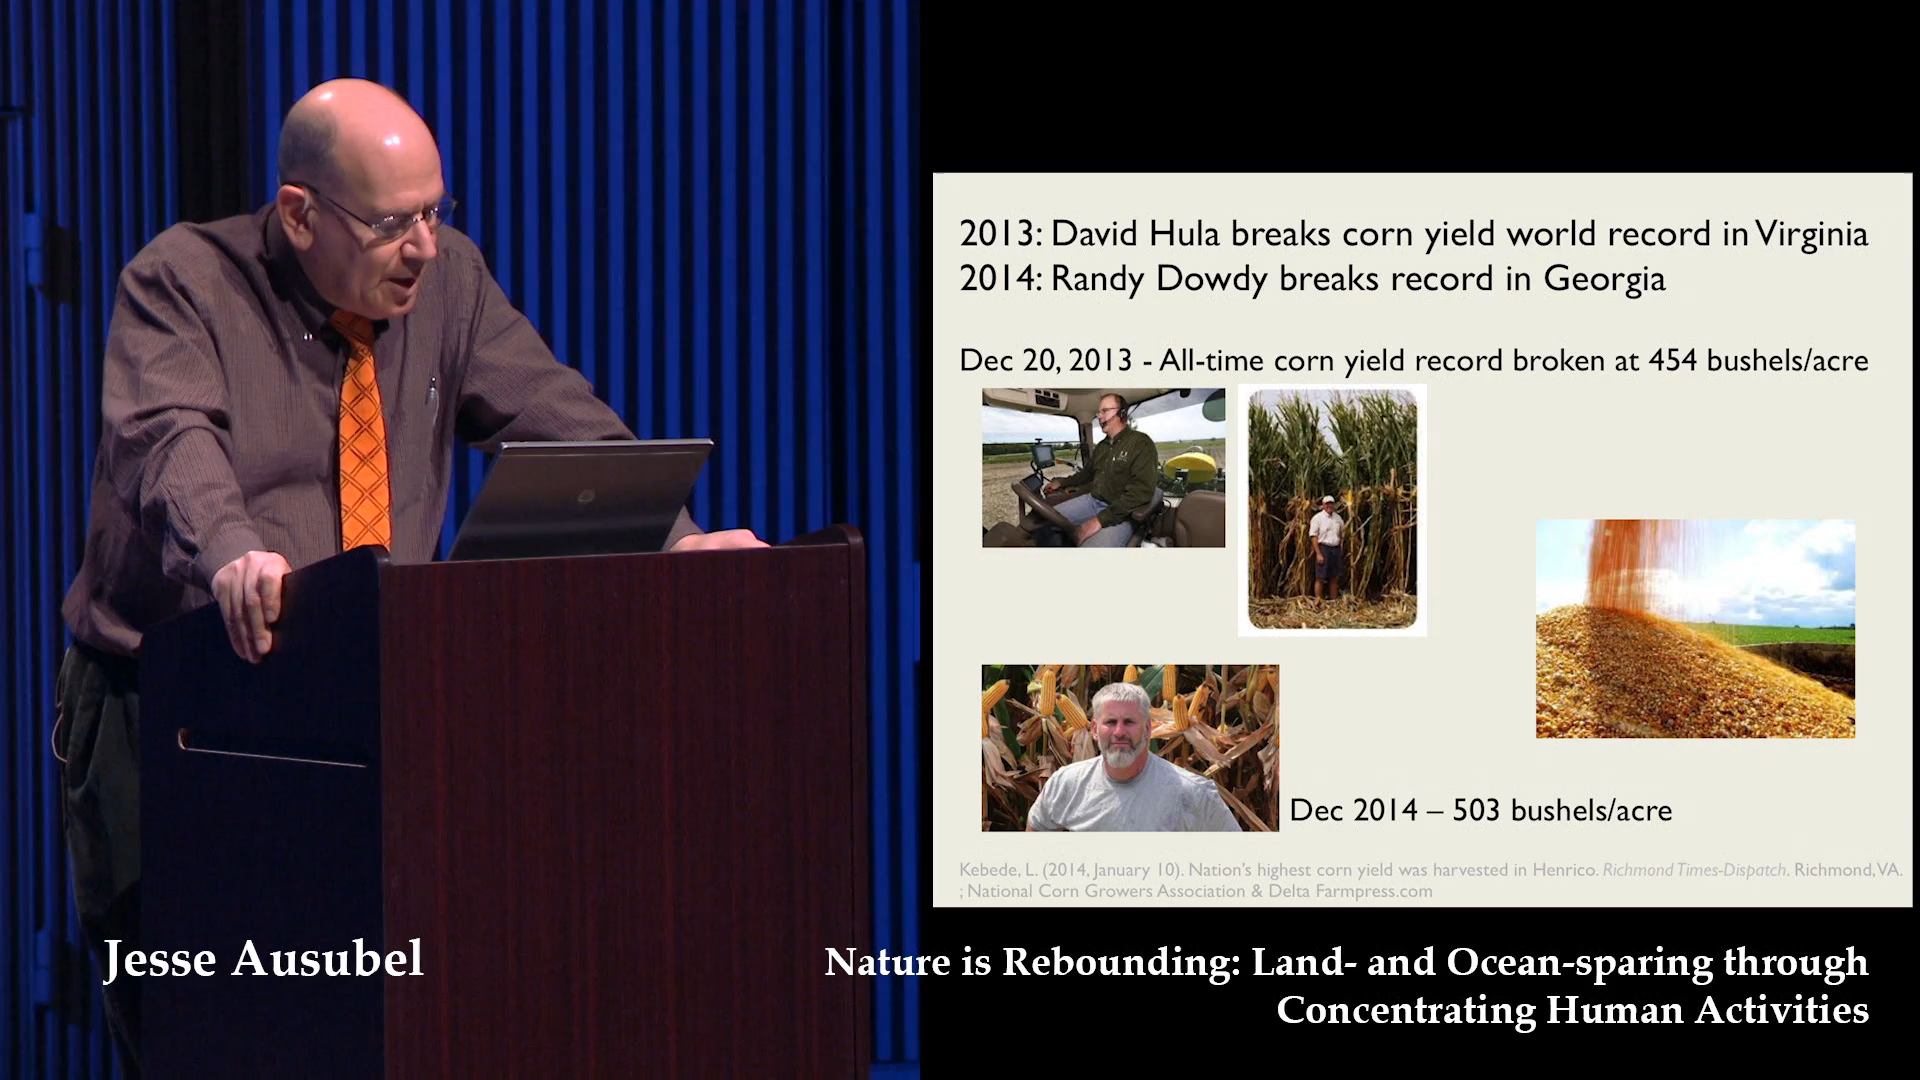 2013: David Hula breaks corn yield world record in Virginia
2014: Randy Dowdy breaks record in Georgia
Dec 20, 2013 - All-time corn yield record broken at 454 bushels/acre
Dec 2014 – 503 bushels/acre
Kebede, L. (2014, January 10). Nation's highest corn yield was harvested in Henrico. Richmond Times-Dispatch. Richmond, VA.
; National Corn Growers Association & Delta Farmpress.com
Jesse Ausubel
Nature is Rebounding: Land- and Ocean-sparing through
Concentrating Human Activities